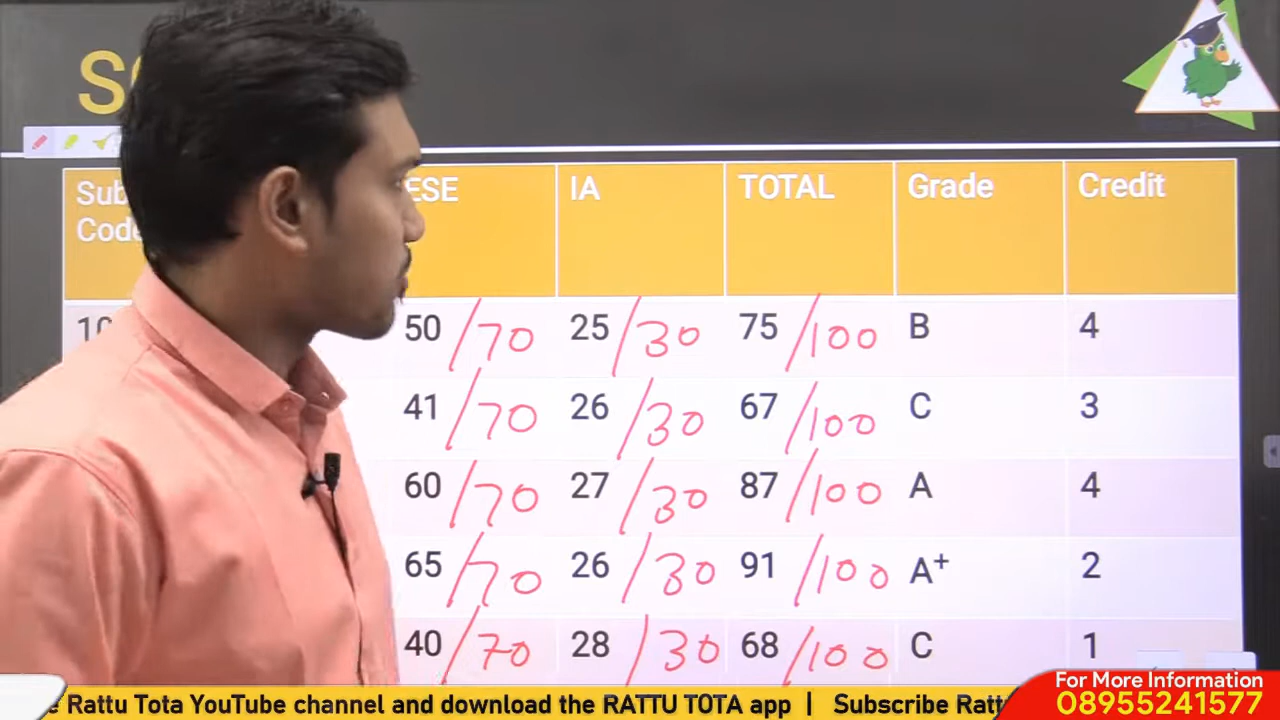 S
Sub ESE IA TOTAL Grade Credit
Code
10 50 /70 25 /30 75 /100 B 4
41 /70 26 /30 67 /100 C 3
60 /70 27 /30 87 /100 A 4
65 /70 26 /30 91 /100 A+ 2
40 /70 28 /30 68 /100 C 1
For More Information
e Rattu Tota YouTube channel and download the RATTU TOTA app | Subscribe Ratt
08955241577